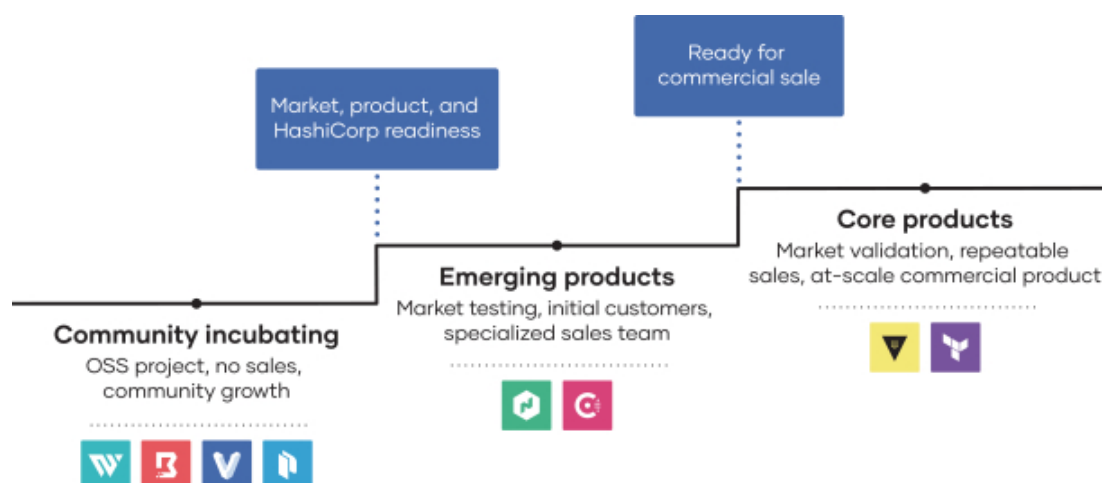 Ready for
commercial sale
Market, product, and
HashiCorp readiness
Core products
Market validation, repeatable
sales, at-scale commercial product
Emerging products
Market testing, initial customers,
specialized sales team
Community incubating
OSS project, no sales,
community growth